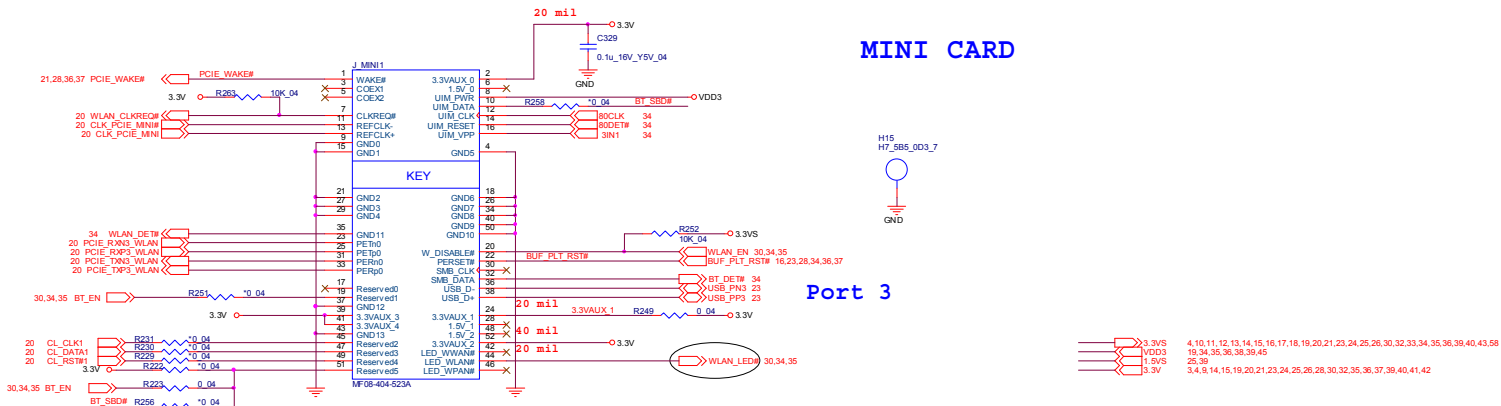 20 mil
3.3V
C329
0.1u_16V_Y5V_04
GND
MINI CARD
J_MINI1
21,28,36,37 PCIE_WAKE# PCIE_WAKE# 1 WAKE# 3.3VAUX_0 2
3 COEX1 1.5V_0 6
3.3V R263 10K_04 5 COEX2 UIM_PWR 8 VDD3
UIM_DATA 10 R258 *0_04 BT_SBD#
20 WLAN_CLKREQ# 7 CLKREQ# UIM_CLK 12 80CLK 34
20 CLK_PCIE_MINI# 11 REFCLK- UIM_RESET 14 80DET# 34
20 CLK_PCIE_MINI 13 REFCLK+ UIM_VPP 16 3IN1 34
9 GND0
15 GND1 GND5 4
H15
H7_5B5_0D3_7
GND
KEY
21 GND2 GND6 18
27 GND3 GND7 26
29 GND4 GND8 34
GND9 40
34 WLAN_DET# 35 GND11 GND10 50
R252 3.3VS
10K_04
20 PCIE_RXN3_WLAN 23 PETn0
20 PCIE_RXP3_WLAN 25 PETp0 W_DISABLE# 20 WLAN_EN 30,34,35
20 PCIE_TXN3_WLAN 31 PERn0 PERSET# 22 BUF_PLT_RST# BUF_PLT_RST# 16,23,28,34,36,37
20 PCIE_TXP3_WLAN 33 PERp0 SMB_CLK 30
SMB_DATA 32 BT_DET# 34
17 Reserved0 USB_D- 36 USB_PN3 23
30,34,35 BT_EN R251 *0_04 19 Reserved1 USB_D+ 38 USB_PP3 23
Port 3
37 GND12 20 mil
3.3V 39 3.3VAUX_3 3.3VAUX_1 24 3.3VAUX_1 R249 0_04 3.3V
41 3.3VAUX_4 1.5V_1 28
43 GND13 1.5V_2 48 40 mil
20 CL_CLK1 R231 *0_04 45 Reserved2 3.3VAUX_2 52 3.3V
20 CL_DATA1 R230 *0_04 47 Reserved3 LED_WWAN# 42 20 mil
20 CL_RST#1 R229 *0_04 49 Reserved4 LED_WLAN# 44 WLAN_LED# 30,34,35
3.3V R222 *0_04 51 Reserved5 LED_WPAN# 46
MF08-404-523A
30,34,35 BT_EN R223 0_04
BT_SBD# R256 *0_04
3.3VS 4,10,11,12,13,14,15,16,17,18,19,20,21,23,24,25,26,30,32,33,34,35,36,39,40,43,58
VDD3 19,34,35,36,38,39,45
1.5VS 25,39
3.3V 3,4,9,14,15,19,20,21,23,24,25,26,28,30,32,35,36,37,39,40,41,42